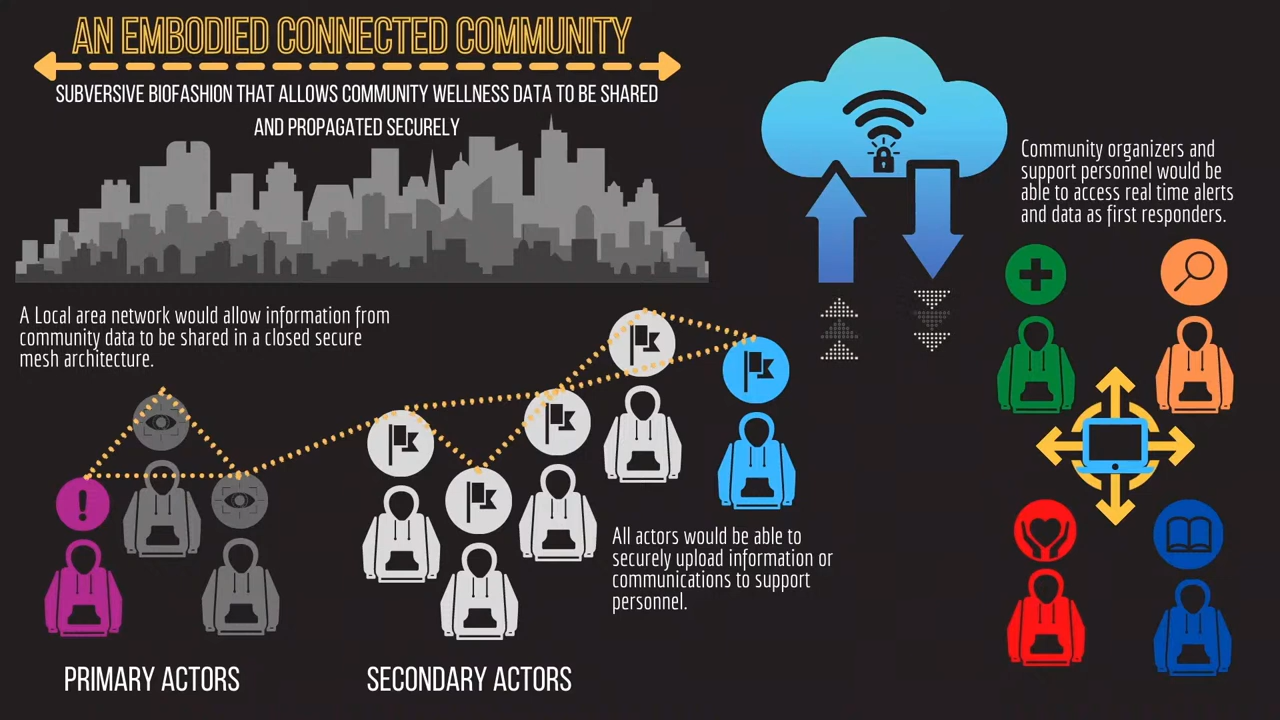 AN EMBODIED CONNECTED COMMUNITY
SUBVERSIVE BIOFASHION THAT ALLOWS COMMUNITY WELLNESS DATA TO BE SHARED
AND PROPAGATED SECURELY
Community organizers and
support personnel would be
able to access real time alerts
and data as first responders.
A Local area network would allow information from
community data to be shared in a closed secure
mesh architecture.
All actors would be able to
securely upload information or
communications to support
personnel.
PRIMARY ACTORS
SECONDARY ACTORS